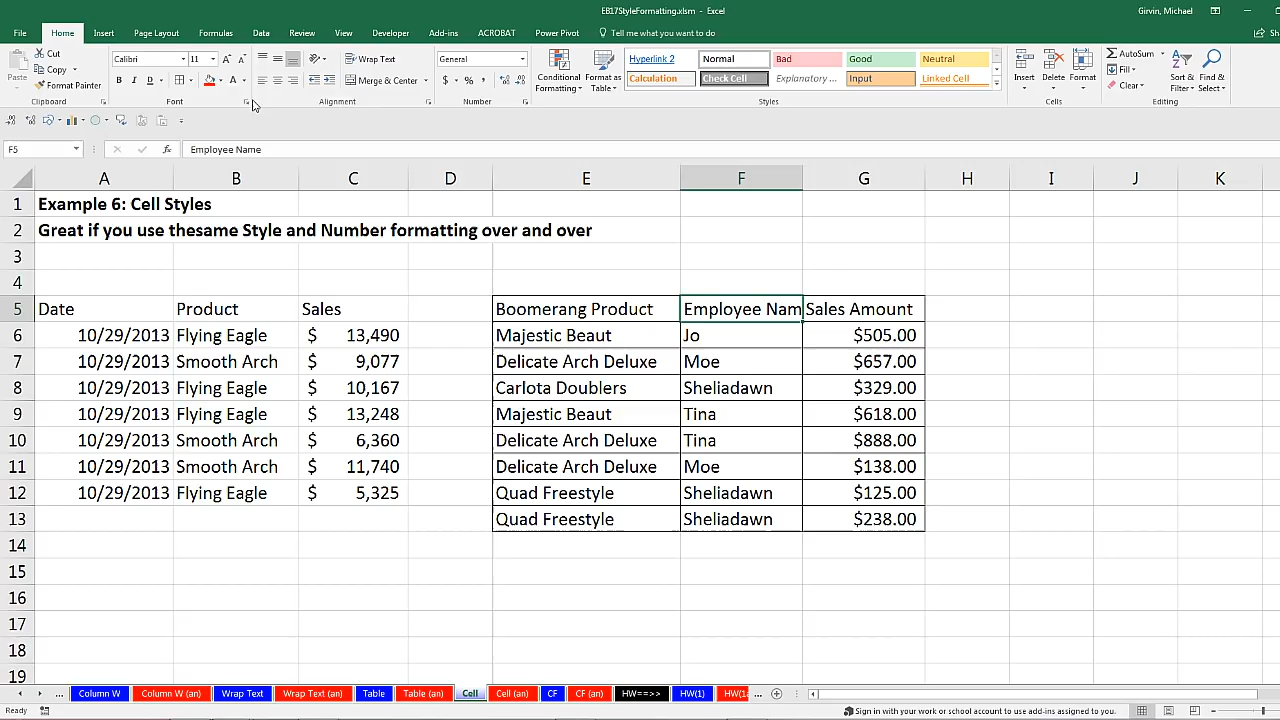 EB17StyleFormatting.xlsm - Excel
Girvin, Michael
File Home Insert Page Layout Formulas Data Review View Developer Add-ins ACROBAT Power Pivot Tell me what you want to do
Cut
Copy
Format Painter
Paste
Clipboard
Calibri 11
B I D A
Font
Wrap Text
Merge & Center
Alignment
General
$ % ,
Number
Conditional Formatting
Format as Table
Hyperlink 2 Normal Bad Good Neutral
Calculation Check Cell Explanatory ... Input Linked Cell
Styles
Insert Delete Format
Cells
AutoSum
Fill
Clear
Sort & Filter
Find & Select
Editing
F5 fx Employee Name
A B C D E F G H I J K
1 Example 6: Cell Styles
2 Great if you use thesame Style and Number formatting over and over
3
4
5 Date Product Sales Boomerang Product Employee Nam Sales Amount
6 10/29/2013 Flying Eagle $ 13,490 Majestic Beaut Jo $505.00
7 10/29/2013 Smooth Arch $ 9,077 Delicate Arch Deluxe Moe $657.00
8 10/29/2013 Flying Eagle $ 10,167 Carlota Doublers Sheliadawn $329.00
9 10/29/2013 Flying Eagle $ 13,248 Majestic Beaut Tina $618.00
10 10/29/2013 Smooth Arch $ 6,360 Delicate Arch Deluxe Tina $888.00
11 10/29/2013 Smooth Arch $ 11,740 Delicate Arch Deluxe Moe $138.00
12 10/29/2013 Flying Eagle $ 5,325 Quad Freestyle Sheliadawn $125.00
13 Quad Freestyle Sheliadawn $238.00
14
15
16
17
18
19
... Column W Column W (an) Wrap Text Wrap Text (an) Table Table (an) Cell Cell (an) CF CF (an) HW==>> HW(1) HW(1a ...
Ready Sign in with your work or school account to use add-ins assigned to you.